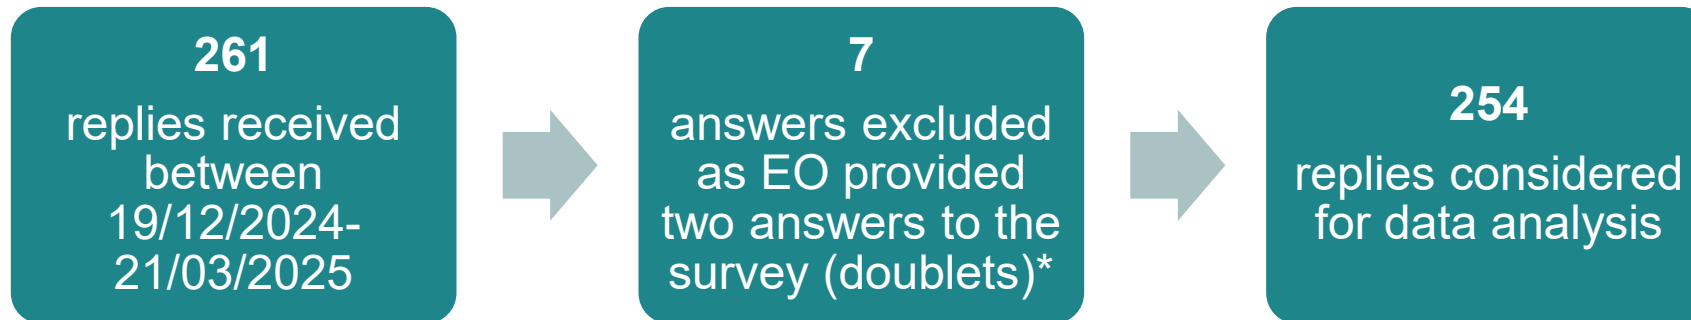 261
replies received
between
19/12/2024-
21/03/2025
7
answers excluded
as EO provided
two answers to the
survey (doublets)*
254
replies considered
for data analysis